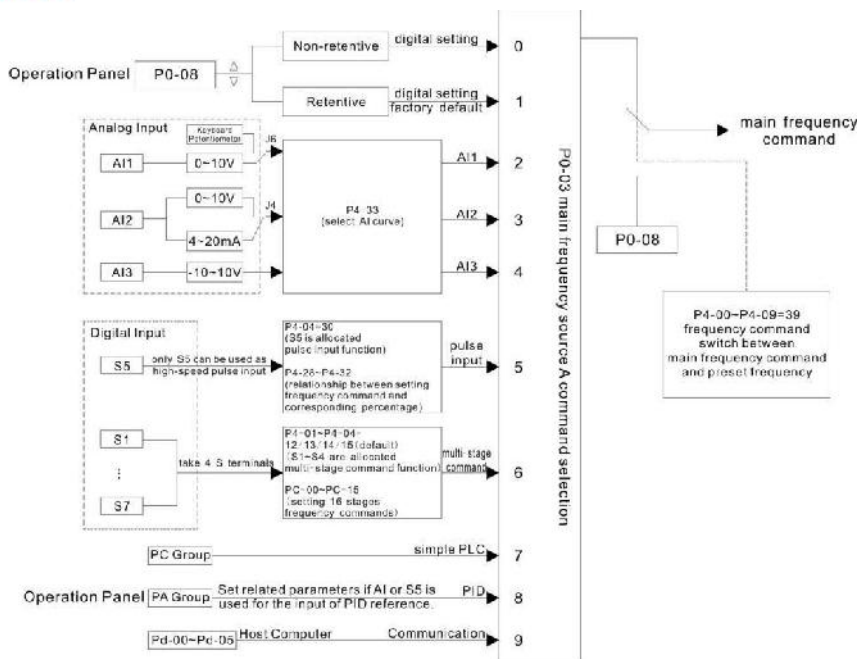 Operation Panel
P0-08
Non-retentive
digital setting
0
Retentive
digital setting
factory default
1
Analog Input
Keyboard
Potentiometer
J6
AI1
0~10V
AI1
2
AI2
0~10V
J4
4~20mA
P4-33
(select AI curve)
AI2
3
AI3
-10~10V
AI3
4
Digital Input
S5
only S5 can be used as
high-speed pulse input
P4-04=30
(S5 is allocated
pulse input function)
P4-28~P4-32
(relationship between setting
frequency command and
corresponding percentage)
pulse
input
5
S1
⋮
S7
take 4 S terminals
P4-01~P4-04=
12/13/14/15(default)
(S1~S4 are allocated
multi-stage command function)
PC-00~PC-15
(setting 16 stages
frequency commands)
multi-stage
command
6
PC Group
simple PLC
7
Operation Panel
PA Group
Set related parameters if AI or S5 is
used for the input of PID reference.
PID
8
Pd-00~Pd-05
Host Computer
Communication
9
P0-03 main frequency source A command selection
main frequency
command
P0-08
P4-00~P4-09=39
frequency command
switch between
main frequency command
and preset frequency